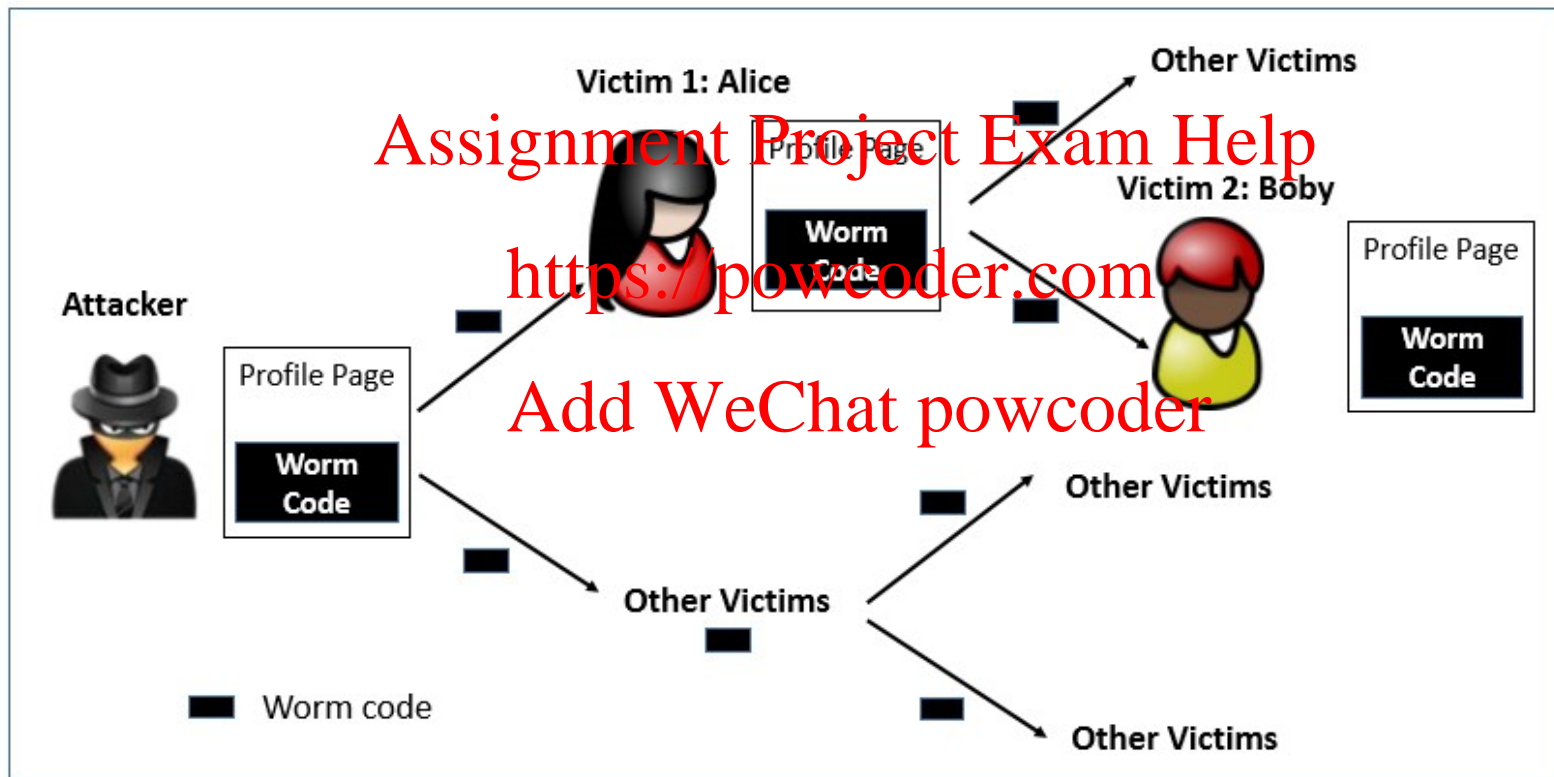 Other Victims
Victim 1: Alice
Assignment Project Exam Help
Profile Page
Victim 2: Boby
Worm
Code
Profile Page
https://powcoder.com
Attacker
Worm
Code
Profile Page
Add WeChat powcoder
Worm
Code
Other Victims
Other Victims
Worm code
Other Victims